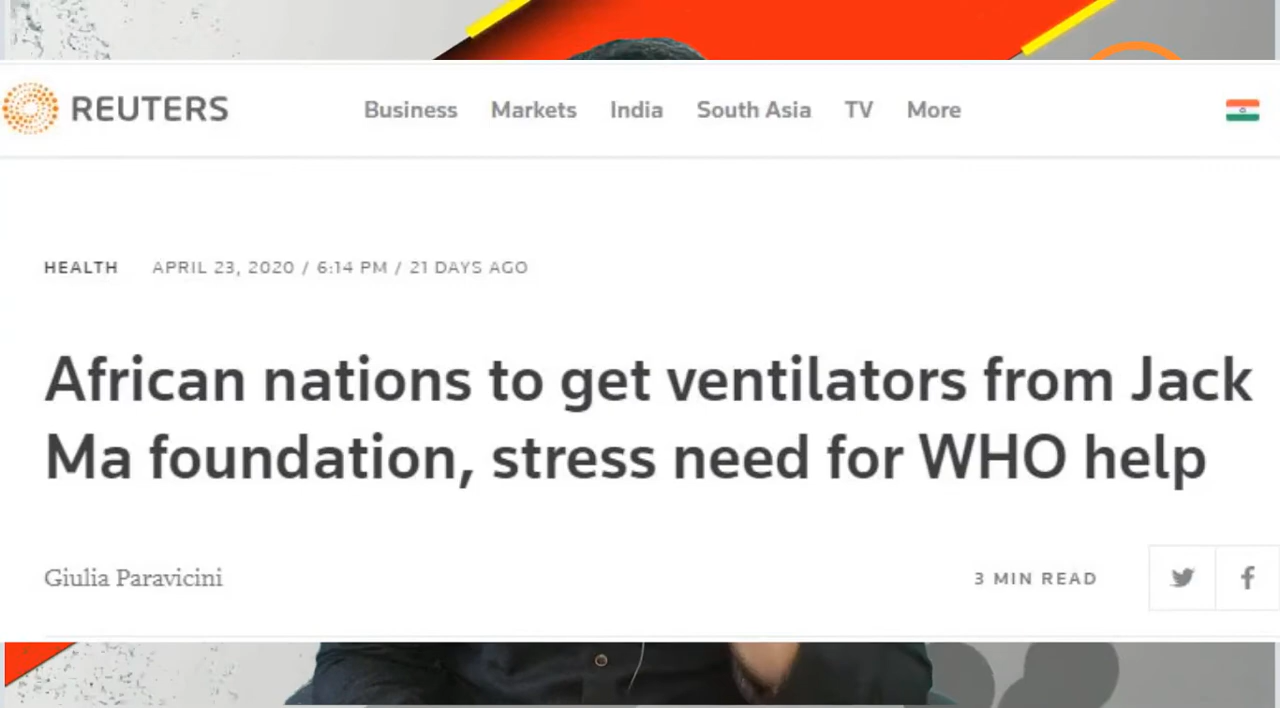 REUTERS
Business Markets India South Asia TV More
HEALTH APRIL 23, 2020 / 6:14 PM / 21 DAYS AGO
African nations to get ventilators from Jack
Ma foundation, stress need for WHO help
Giulia Paravicini
3 MIN READ